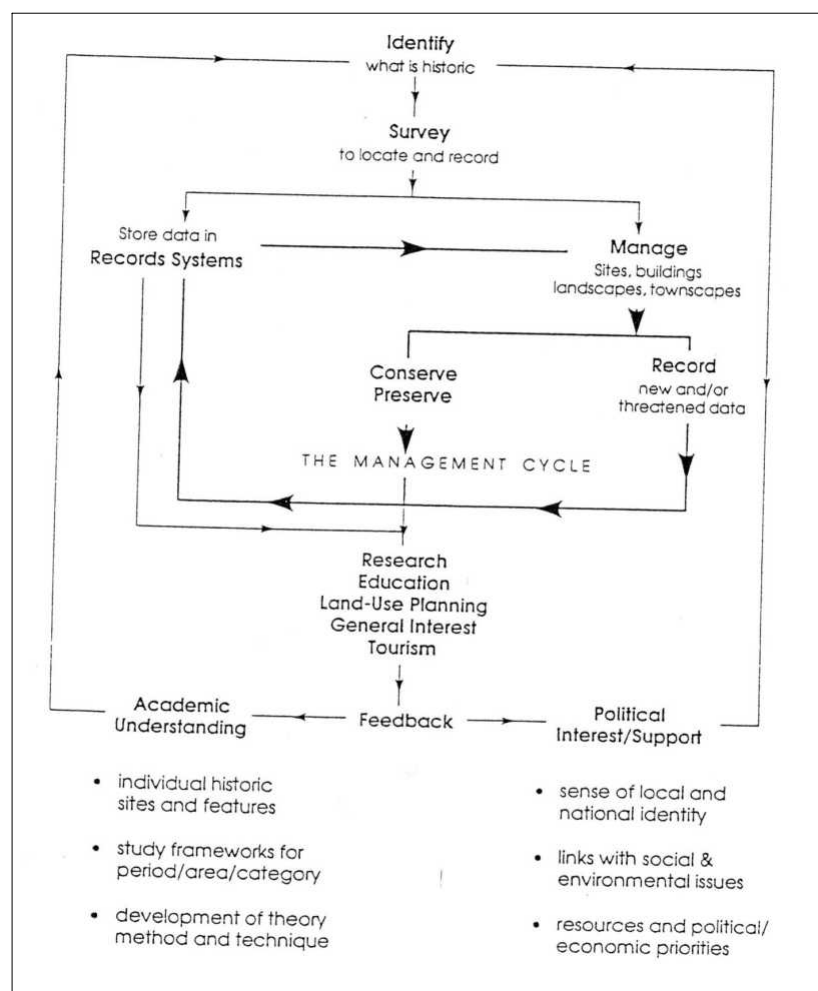 Identify
what is historic
Survey
to locate and record
Store data in
Records Systems
Manage
Sites, buildings
landscapes, townscapes
Conserve
Preserve
Record
new and/or
threatened data
THE MANAGEMENT CYCLE
Research
Education
Land-Use Planning
General Interest
Tourism
Academic
Understanding
Feedback
Political
Interest/Support
• individual historic
sites and features
• study frameworks for
period/area/category
• development of theory
method and technique
• sense of local and
national identity
• links with social &
environmental issues
• resources and political/
economic priorities